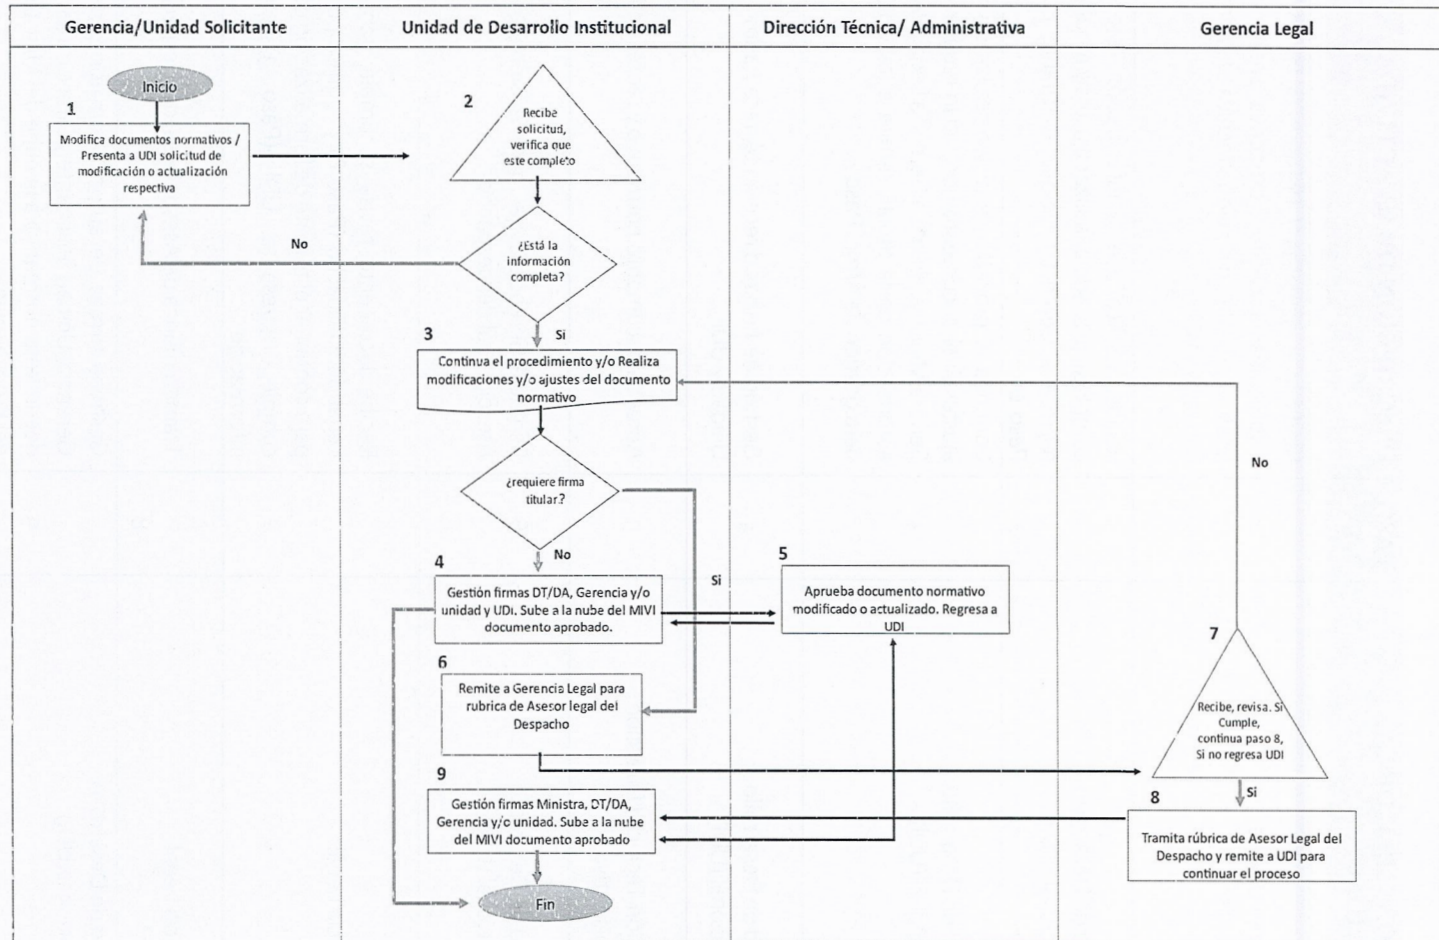 Gerencia/Unidad Solicitante
Unidad de Desarrollo Institucional
Dirección Técnica/ Administrativa
Gerencia Legal
Inicio
1
Modifica documentos normativos /
Presenta a UDI solicitud de
modificación o actualización
respectiva
2
Recibe
solicitud,
verifica que
este completo
No
¿Está la
información
completa?
Si
3
Continua el procedimiento y/o Realiza
modificaciones y/o ajustes del documento
normativo
No
¿requiere firma
titular?
No
Si
4
Gestión firmas DT/DA, Gerencia y/o
unidad y UDI. Sube a la nube del MIVI
documento aprobado.
5
Aprueba documento normativo
modificado o actualizado. Regresa a
UDI
6
Remite a Gerencia Legal para
rubrica de Asesor legal del
Despacho
7
Recibe, revisa. Si
Cumple,
continua paso 8,
Si no regresa UDI
Si
8
Tramita rúbrica de Asesor Legal del
Despacho y remite a UDI para
continuar el proceso
9
Gestión firmas Ministra, DT/DA,
Gerencia y/o unidad. Sube a la nube
del MIVI documento aprobado
Fin